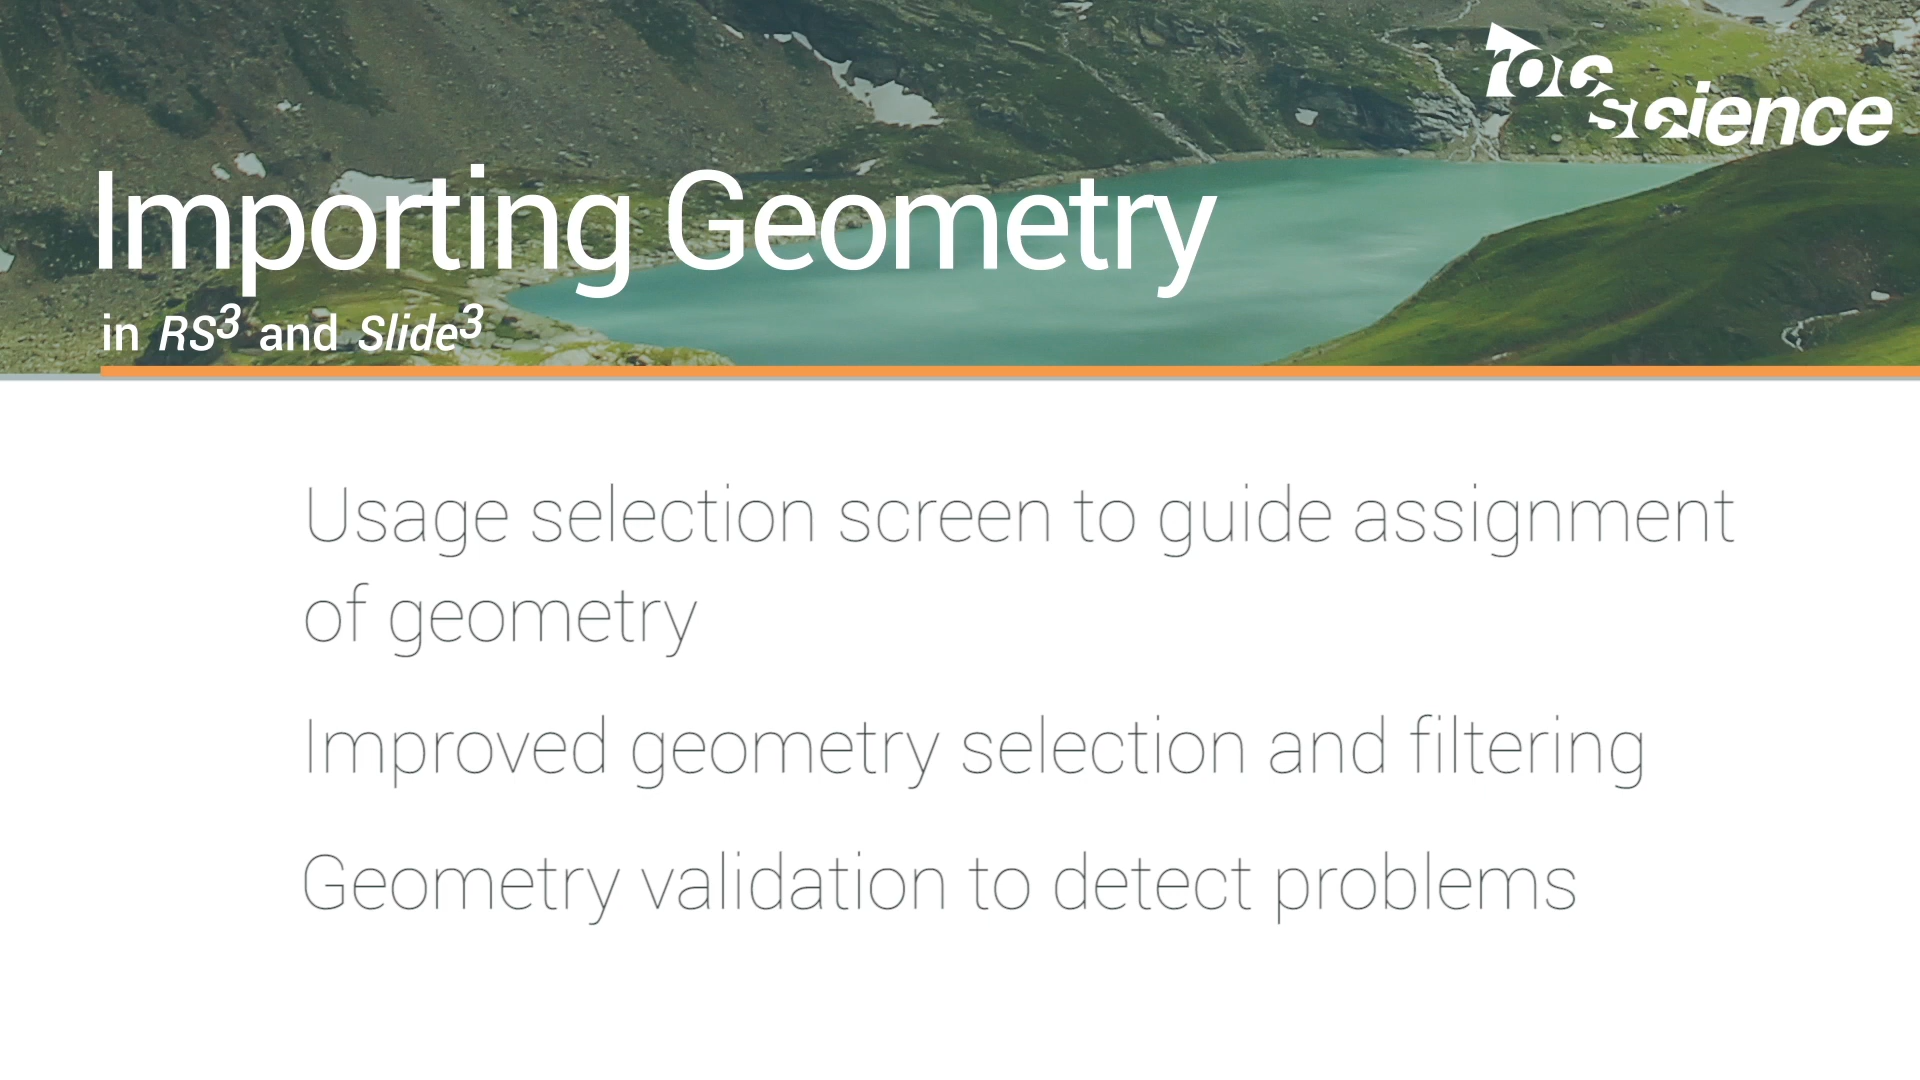 rocscience
Importing Geometry
in RS³ and Slide³
Usage selection screen to guide assignment
of geometry
Improved geometry selection and filtering
Geometry validation to detect problems